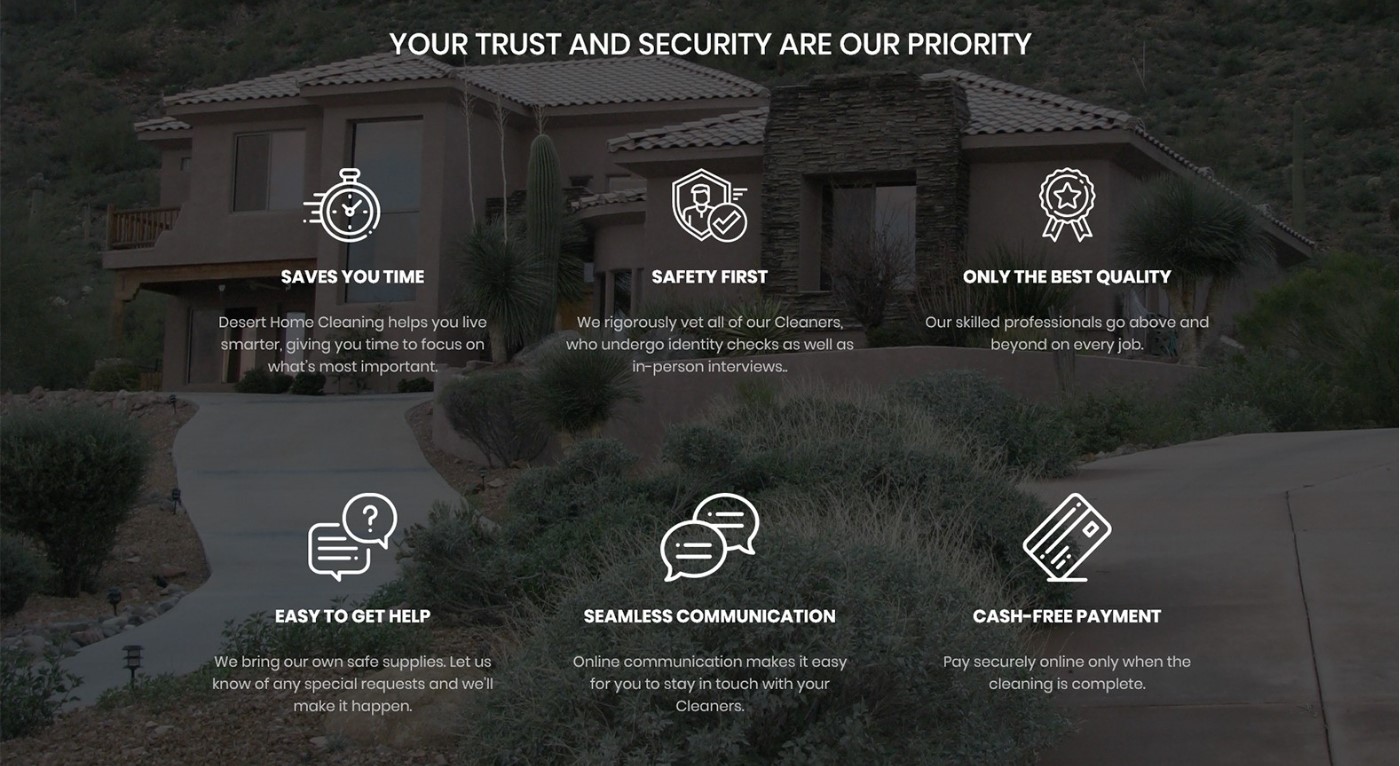 YOUR TRUST AND SECURITY ARE OUR PRIORITY
SAVES YOU TIME
Desert Home Cleaning helps you live
smarter, giving you time to focus on
what's most important.
SAFETY FIRST
We rigorously vet all of our Cleaners,
who undergo identity checks as well as
in-person interviews..
ONLY THE BEST QUALITY
Our skilled professionals go above and
beyond on every job.
?
EASY TO GET HELP
We bring our own safe supplies. Let us
know of any special requests and we'll
make it happen.
SEAMLESS COMMUNICATION
Online communication makes it easy
for you to stay in touch with your
Cleaners.
CASH-FREE PAYMENT
Pay securely online only when the
cleaning is complete.